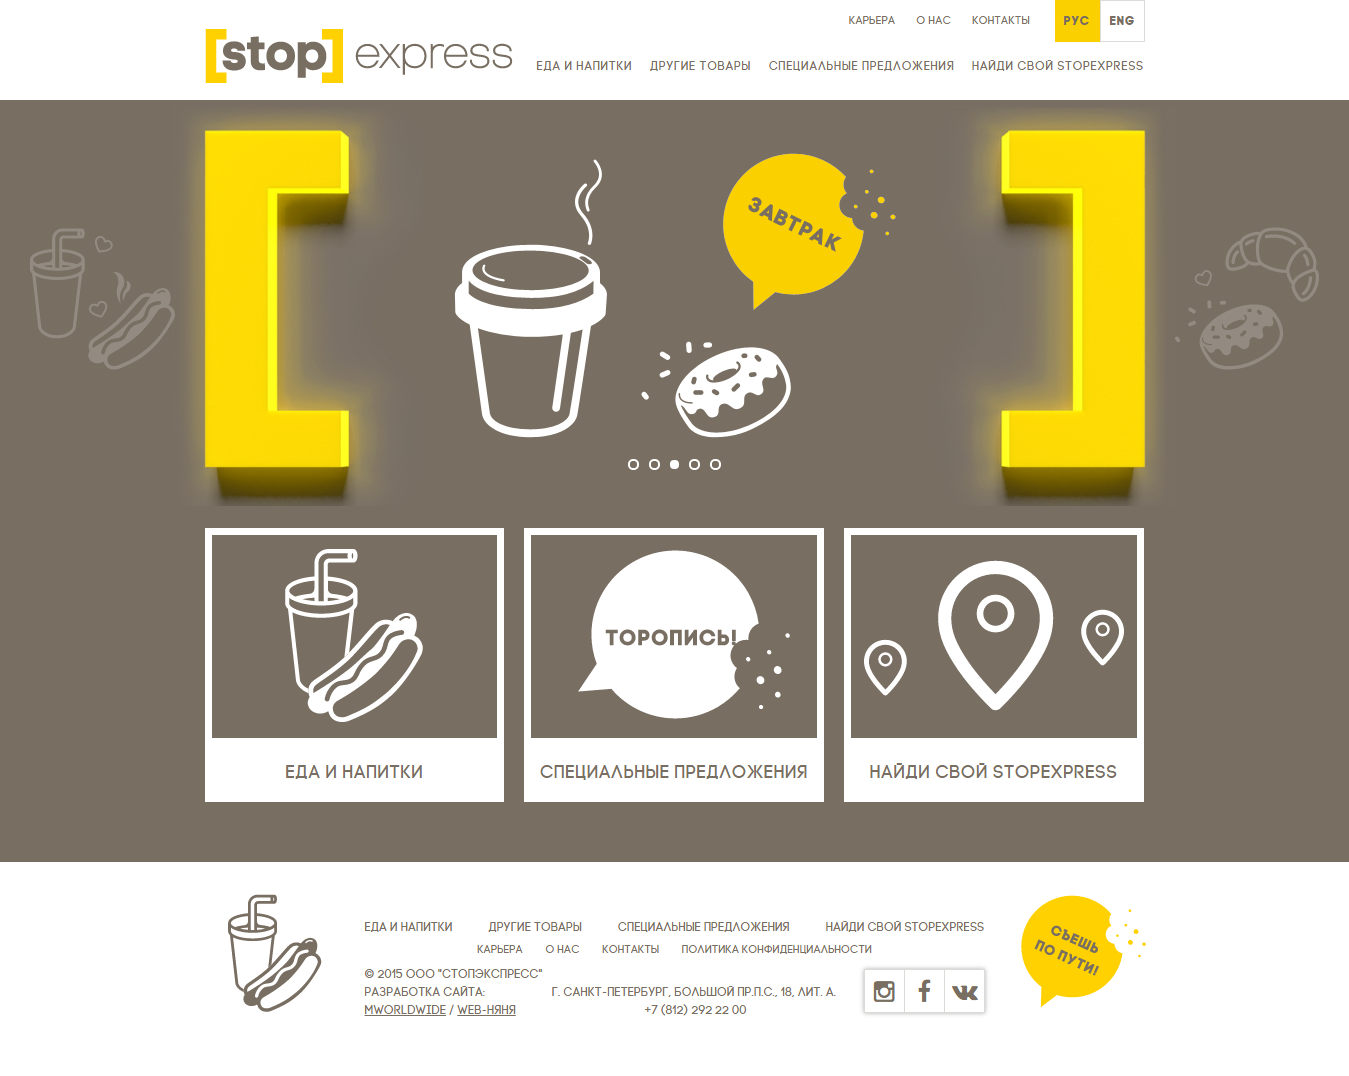 КАРЬЕРА О НАС КОНТАКТЫ РУС ENG
[stop] express
ЕДА И НАПИТКИ ДРУГИЕ ТОВАРЫ СПЕЦИАЛЬНЫЕ ПРЕДЛОЖЕНИЯ НАЙДИ СВОЙ STOPEXPRESS
ЗАВТРАК
ТОРОПИСЬ!
ЕДА И НАПИТКИ
СПЕЦИАЛЬНЫЕ ПРЕДЛОЖЕНИЯ
НАЙДИ СВОЙ STOPEXPRESS
ЕДА И НАПИТКИ ДРУГИЕ ТОВАРЫ СПЕЦИАЛЬНЫЕ ПРЕДЛОЖЕНИЯ НАЙДИ СВОЙ STOPEXPRESS
КАРЬЕРА О НАС КОНТАКТЫ ПОЛИТИКА КОНФИДЕНЦИАЛЬНОСТИ
© 2015 ООО "СТОПЭКСПРЕСС"
РАЗРАБОТКА САЙТА:
MWORLDWIDE / WEB-НЯНЯ
Г. САНКТ-ПЕТЕРБУРГ, БОЛЬШОЙ ПР.П.С., 18, ЛИТ. А.
+7 (812) 292 22 00
СЪЕШЬ
ПО ПУТИ!